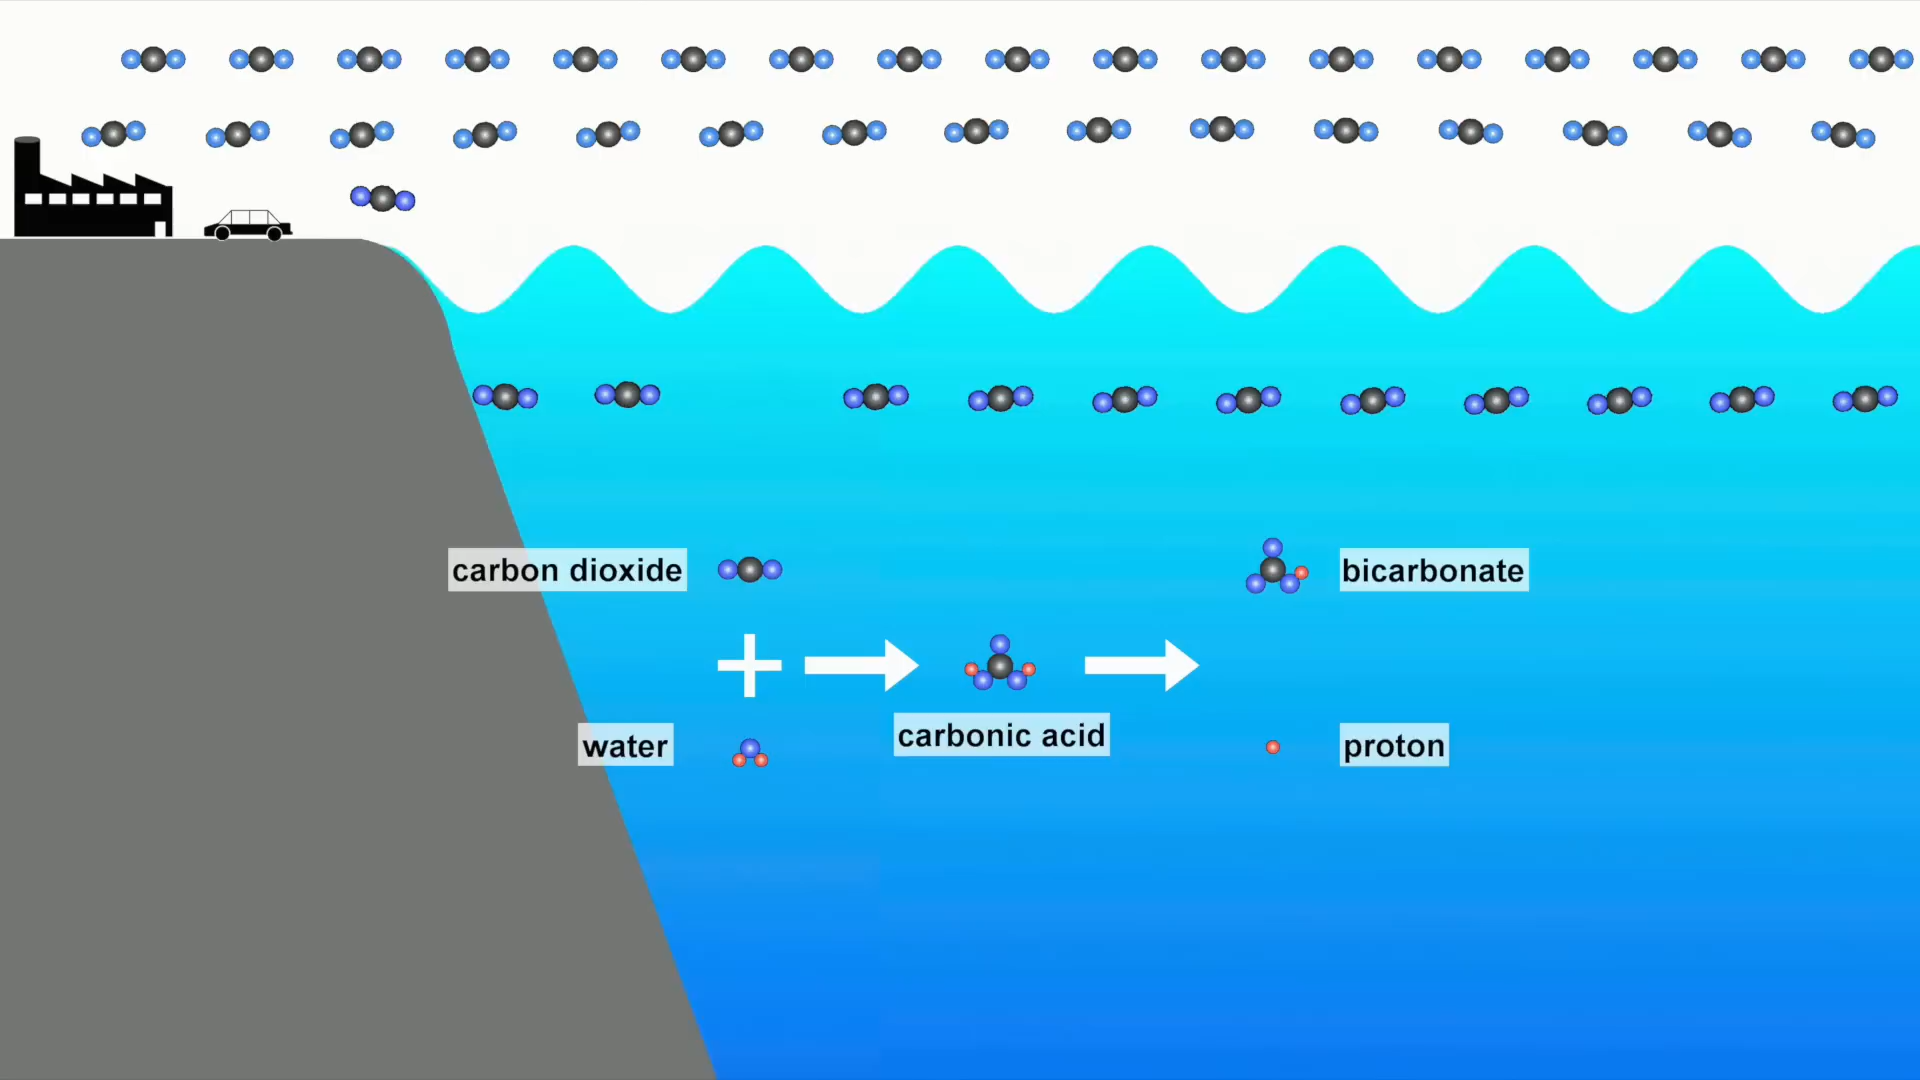 carbon dioxide
bicarbonate
carbonic acid
water
proton